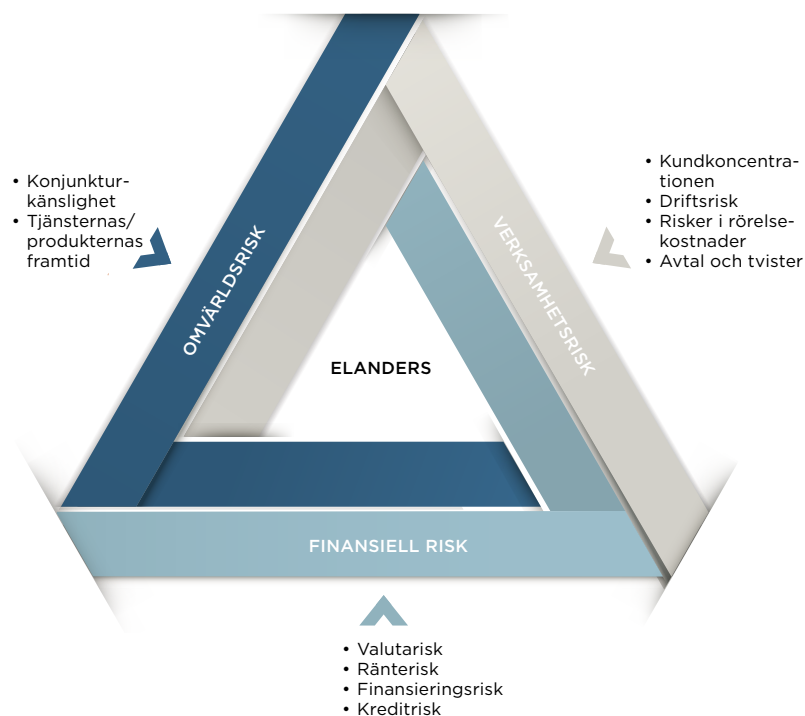 • Konjunktur-
känslighet
• Tjänsternas/
produkternas
framtid
OMVÄRLDSRISK
• Kundkoncentra-
tionen
• Driftsrisk
• Risker i rörelse-
kostnader
• Avtal och tvister
VERKSAMHETSRISK
ELANDERS
FINANSIELL RISK
• Valutarisk
• Ränterisk
• Finansieringsrisk
• Kreditrisk